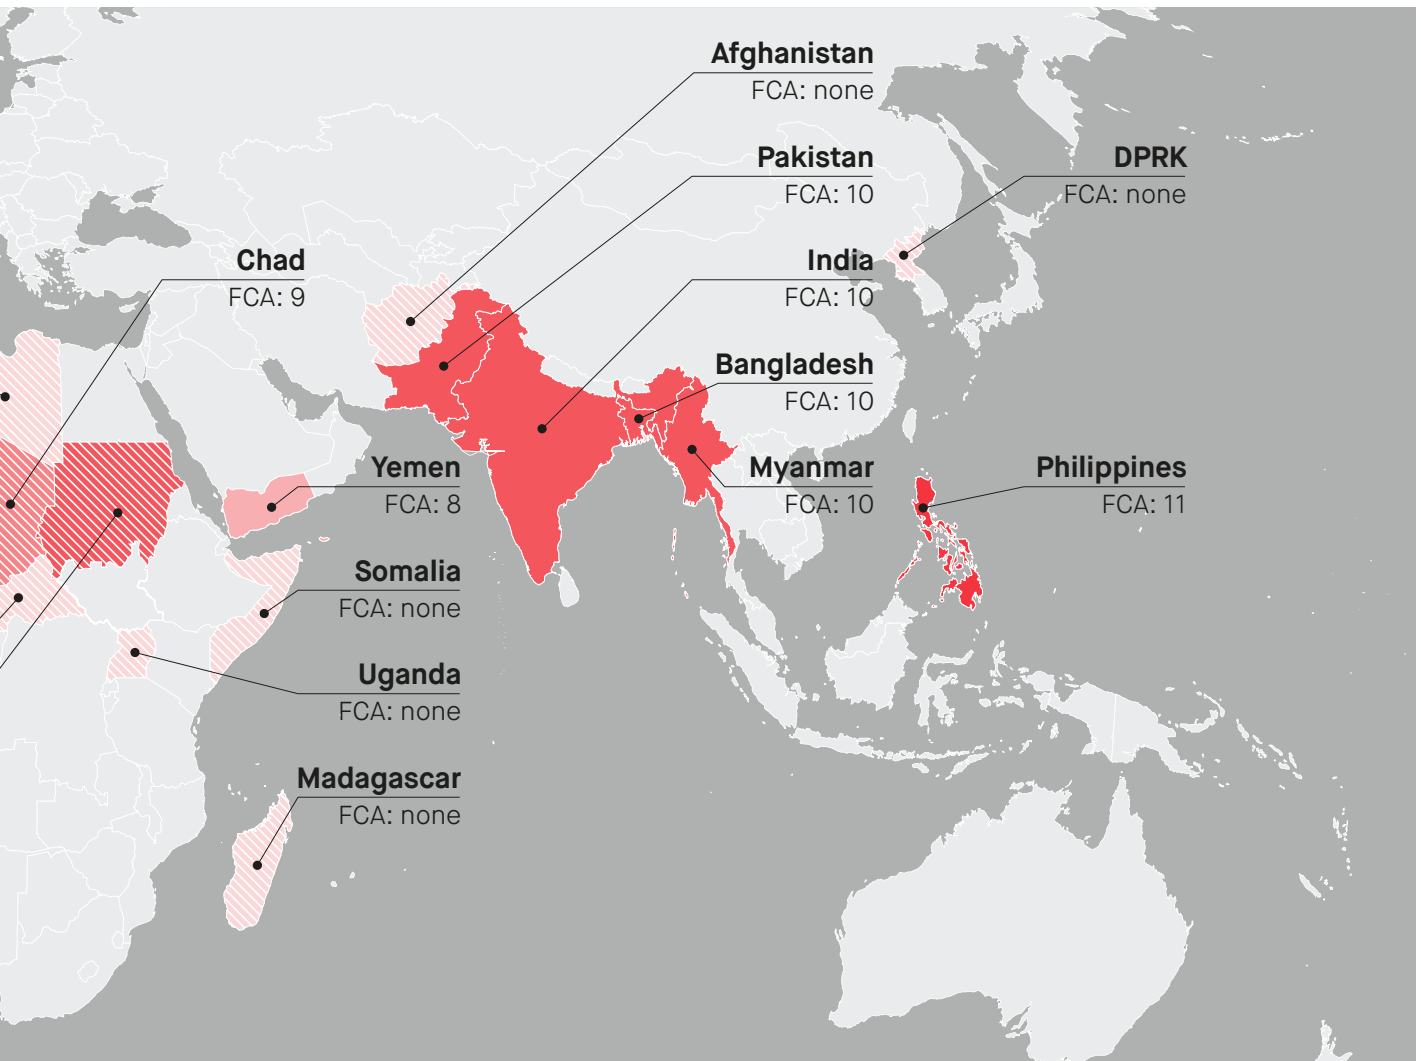 Afghanistan
FCA: none
Pakistan
FCA: 10
DPRK
FCA: none
Chad
FCA: 9
India
FCA: 10
Bangladesh
FCA: 10
Yemen
FCA: 8
Myanmar
FCA: 10
Philippines
FCA: 11
Somalia
FCA: none
Uganda
FCA: none
Madagascar
FCA: none